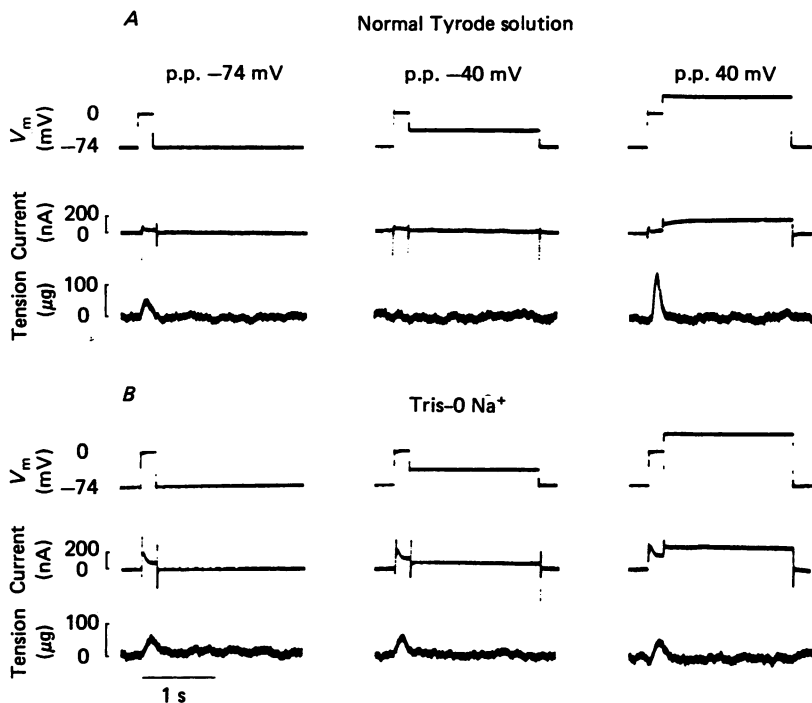 A
Normal Tyrode solution
p.p. −74 mV
p.p. −40 mV
p.p. 40 mV
Vm (mV)
0
−74
Current (nA)
200
0
Tension (μg)
100
0
B
Tris–0 Na+
Vm (mV)
0
−74
Current (nA)
200
0
Tension (μg)
100
0
1 s